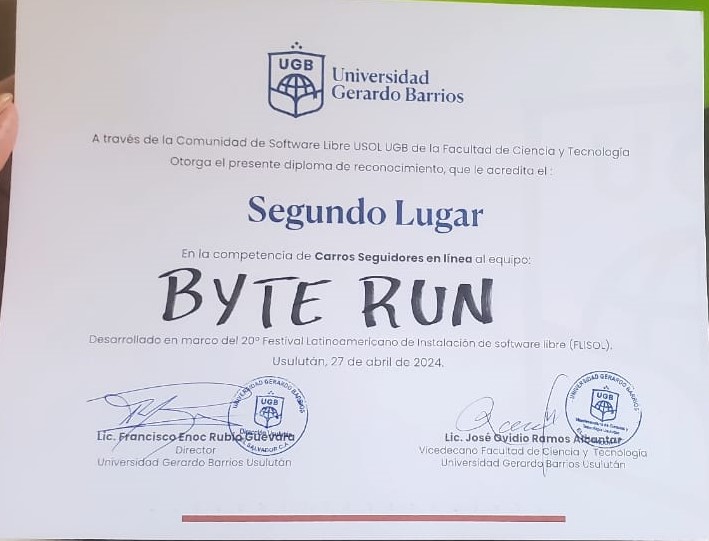 UGB
Universidad
Gerardo Barrios
A través de la Comunidad de Software Libre USOL UGB de la Facultad de Ciencia y Tecnología
Otorga el presente diploma de reconocimiento, que le acredita el :
Segundo Lugar
En la competencia de Carros Seguidores en línea al equipo:
BYTE RUN
Desarrollado en marco del 20° Festival Latinoamericano de Instalación de software libre (FLISOL).
Usulután, 27 de abril de 2024.
UNIVERSIDAD GERARDO BARRIOS
UGB
Dirección Usulután
EL SALVADOR C.A.
Lic. Francisco Enoc Rubio Guevara
Director
Universidad Gerardo Barrios Usulután
UNIVERSIDAD GERARDO BARRIOS
UGB
Lic. José Ovidio Ramos
Vicedecano Facultad de Ciencia y Tecnología
Universidad Gerardo Barrios Usulután